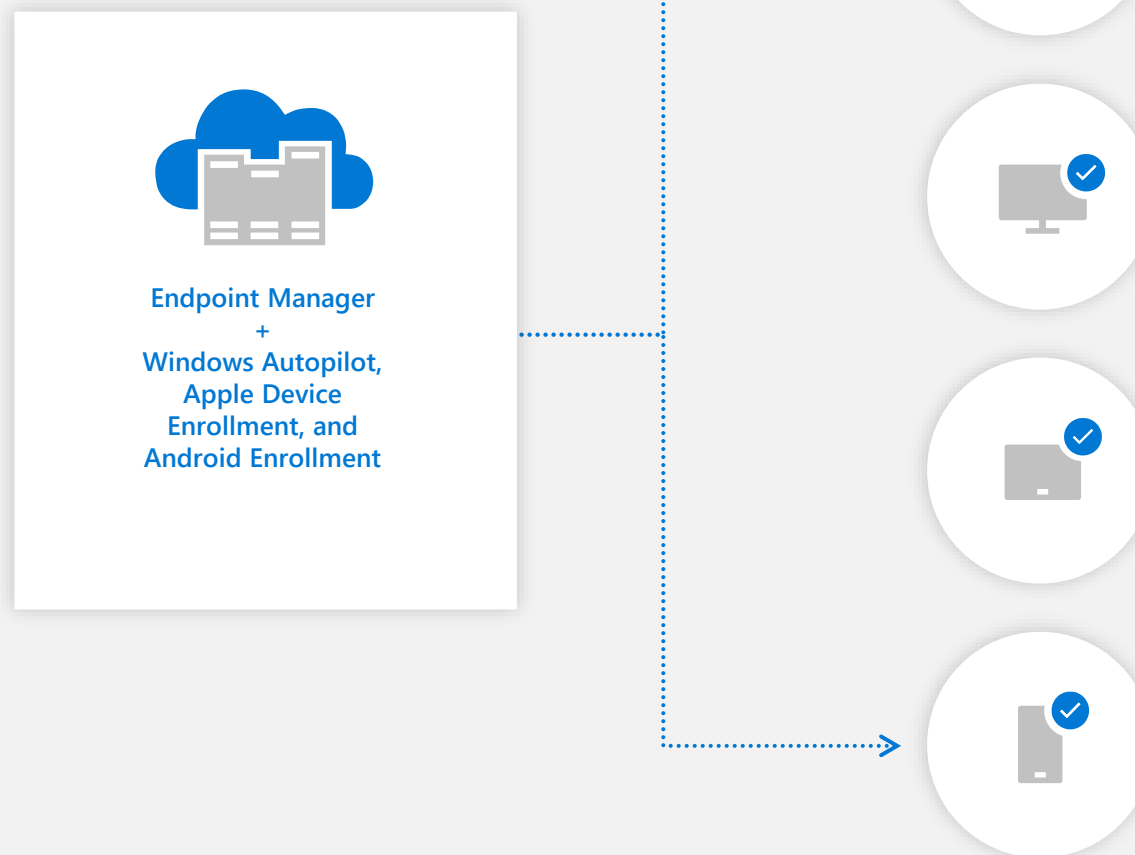 Endpoint Manager
+
Windows Autopilot,
Apple Device
Enrollment, and
Android Enrollment